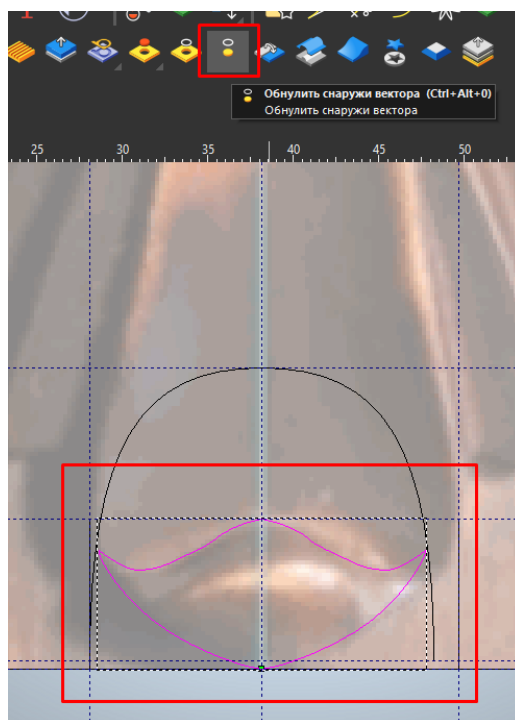 Обнулить снаружи вектора (Ctrl+Alt+0)
Обнулить снаружи вектора
25 30 35 40 45 50